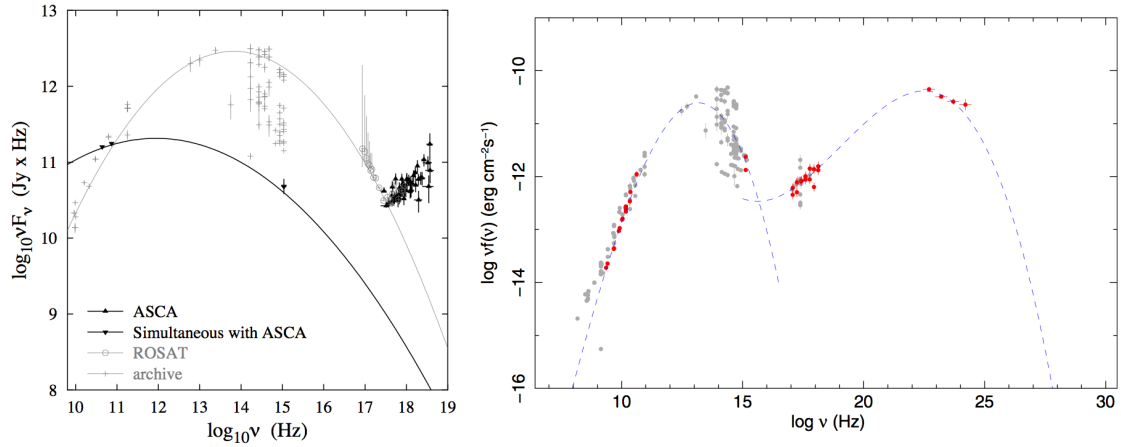 13
12
11
10
9
8
log₁₀νFν (Jy x Hz)
ASCA
Simultaneous with ASCA
ROSAT
archive
10 11 12 13 14 15 16 17 18 19
log₁₀ν (Hz)
−10
−12
−14
−16
log νf(ν) (erg cm⁻²s⁻¹)
10 15 20 25 30
log ν (Hz)